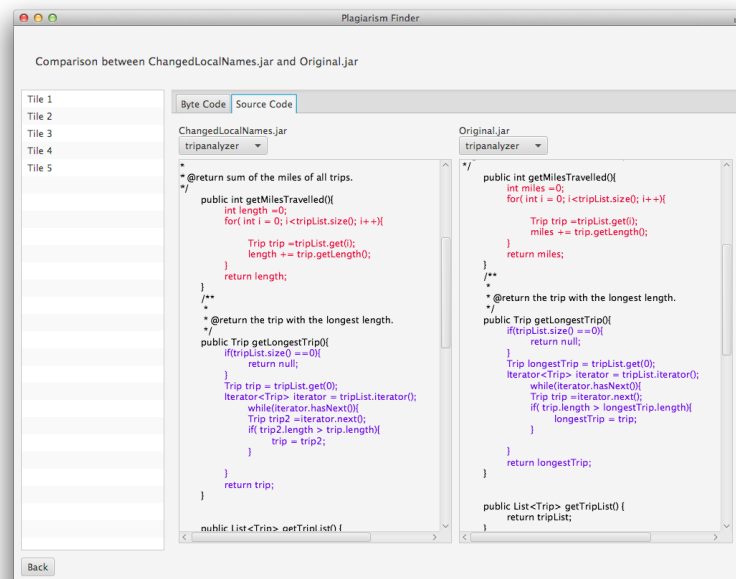 Plagiarism Finder
Comparison between ChangedLocalNames.jar and Original.jar
Tile 1
Tile 2
Tile 3
Tile 4
Tile 5
Byte Code
Source Code
ChangedLocalNames.jar
tripanalyzer
*
* @return sum of the miles of all trips.
*/
public int getMilesTravelled(){
int length =0;
for( int i = 0; i<tripList.size(); i++){
Trip trip =tripList.get(i);
length += trip.getLength();
}
return length;
}
/**
*
* @return the trip with the longest length.
*/
public Trip getLongestTrip(){
if(tripList.size() ==0){
return null;
}
Trip trip = tripList.get(0);
Iterator<Trip> iterator = tripList.iterator();
while(iterator.hasNext()){
Trip trip2 =iterator.next();
if( trip2.length > trip.length){
trip = trip2;
}
}
return trip;
}
public List<Trip> getTripList() {
Original.jar
tripanalyzer
*/
public int getMilesTravelled(){
int miles =0;
for( int i = 0; i<tripList.size(); i++){
Trip trip =tripList.get(i);
miles += trip.getLength();
}
return miles;
}
/**
*
* @return the trip with the longest length.
*/
public Trip getLongestTrip(){
if(tripList.size() ==0){
return null;
}
Trip longestTrip = tripList.get(0);
Iterator<Trip> iterator = tripList.iterator();
while(iterator.hasNext()){
Trip trip =iterator.next();
if( trip.length > longestTrip.length){
longestTrip = trip;
}
}
return longestTrip;
}
public List<Trip> getTripList() {
return tripList;
}
Back